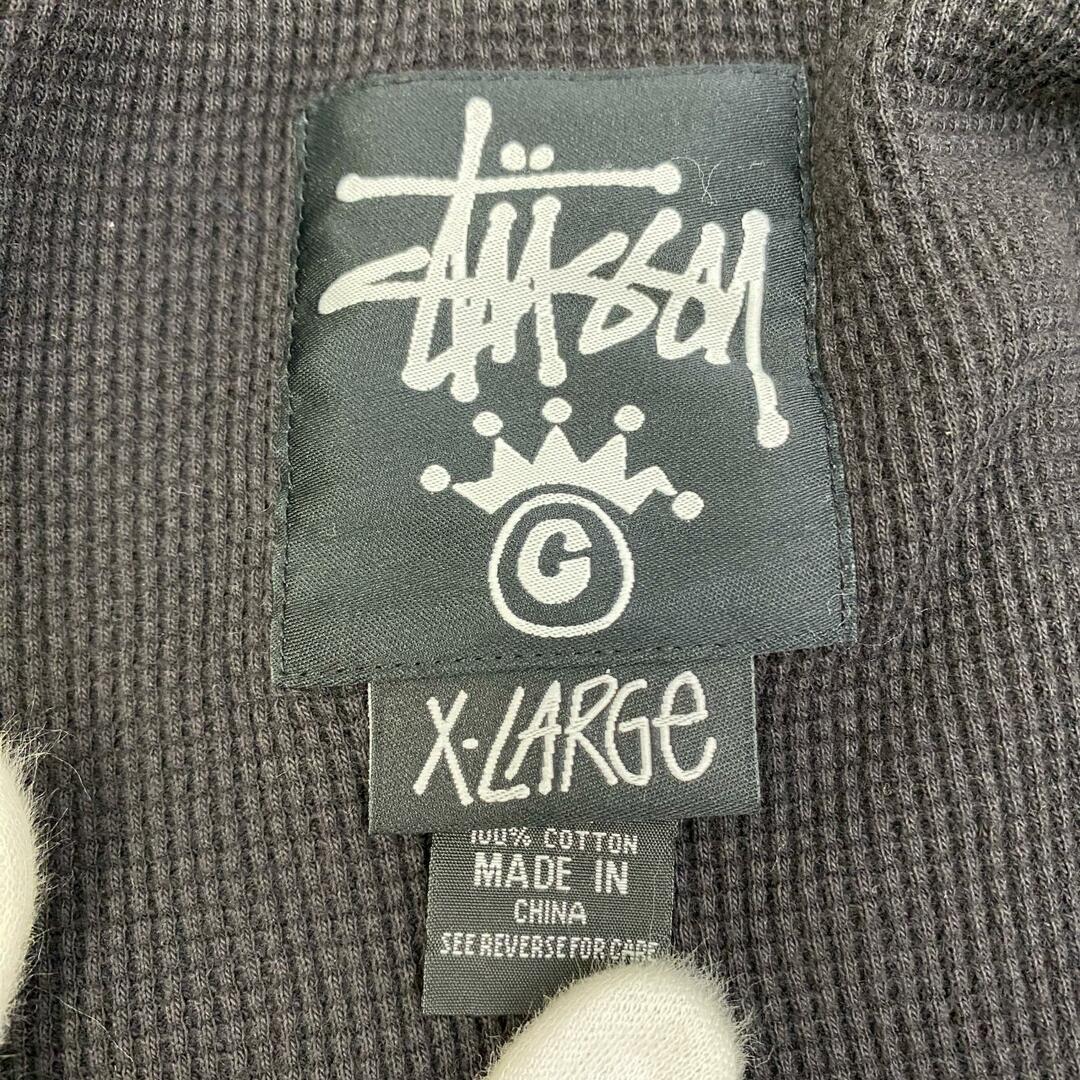 Stüssy
C
X-LARGe
100% COTTON
MADE IN
CHINA
SEE REVERSE FOR CARE